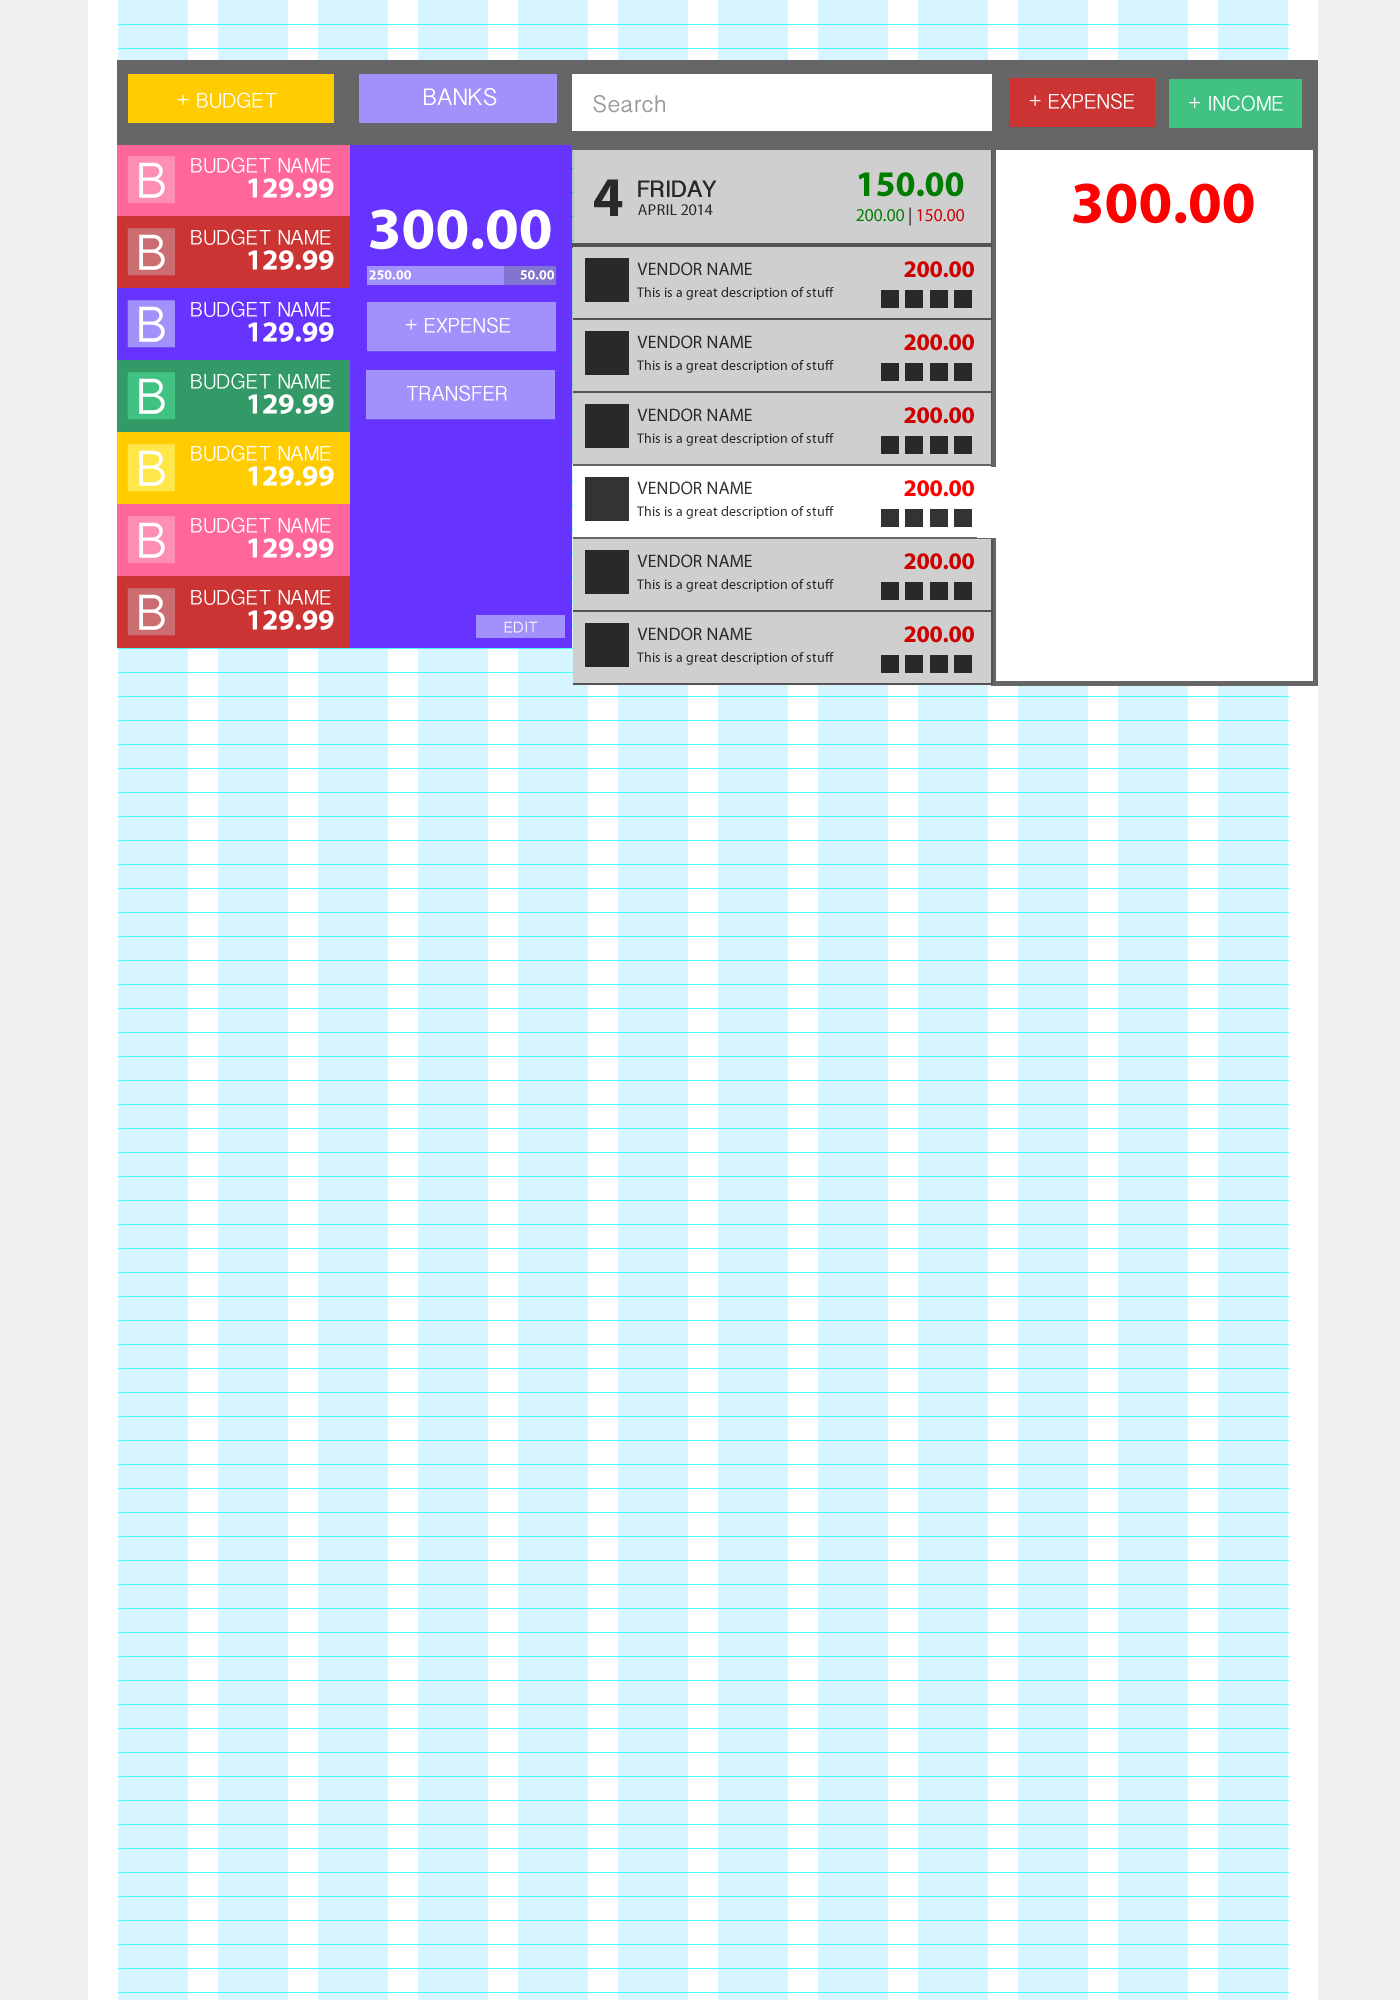 + BUDGET
BANKS
Search
+ EXPENSE
+ INCOME
B
BUDGET NAME
129.99
B
BUDGET NAME
129.99
B
BUDGET NAME
129.99
B
BUDGET NAME
129.99
B
BUDGET NAME
129.99
B
BUDGET NAME
129.99
B
BUDGET NAME
129.99
300.00
250.00 50.00
+ EXPENSE
TRANSFER
EDIT
4
FRIDAY
APRIL 2014
150.00
200.00 | 150.00
VENDOR NAME
200.00
This is a great description of stuff
VENDOR NAME
200.00
This is a great description of stuff
VENDOR NAME
200.00
This is a great description of stuff
VENDOR NAME
200.00
This is a great description of stuff
VENDOR NAME
200.00
This is a great description of stuff
VENDOR NAME
200.00
This is a great description of stuff
300.00